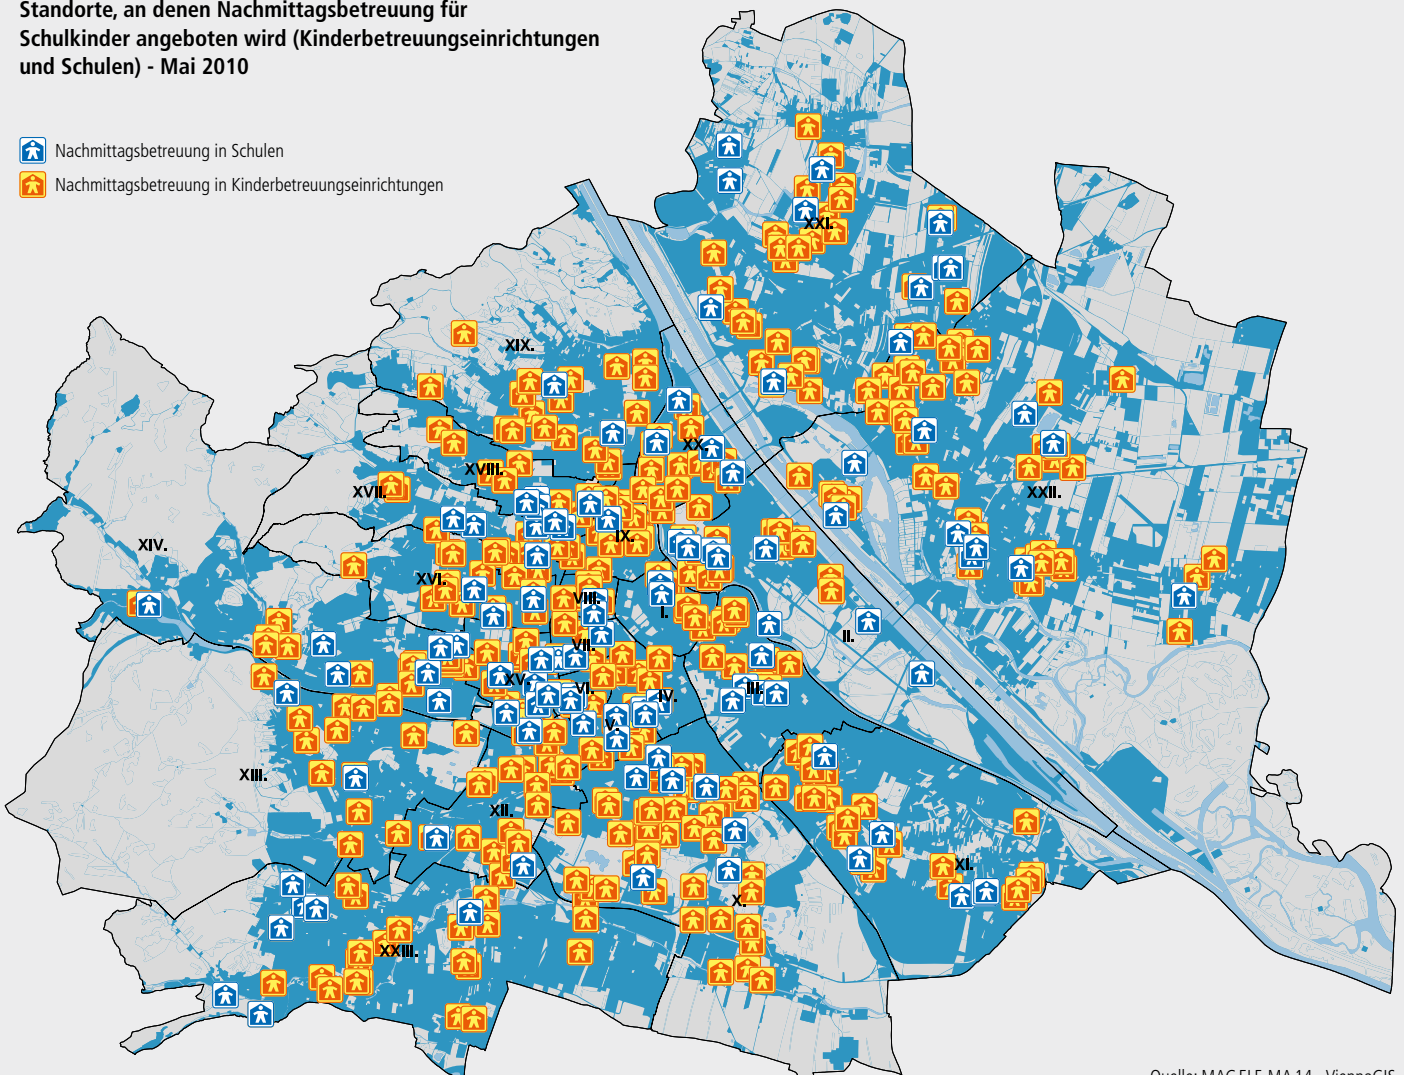 Standorte, an denen Nachmittagsbetreuung für
Schulkinder angeboten wird (Kinderbetreuungseinrichtungen
und Schulen) - Mai 2010
Nachmittagsbetreuung in Schulen
Nachmittagsbetreuung in Kinderbetreuungseinrichtungen
XXI.
XIX.
XX.
XVIII.
XVII.
XXII.
IX.
XIV.
XVI.
VIII.
I.
II.
VII.
XV.
VI.
III.
IV.
V.
XIII.
XII.
XI.
X.
XXIII.